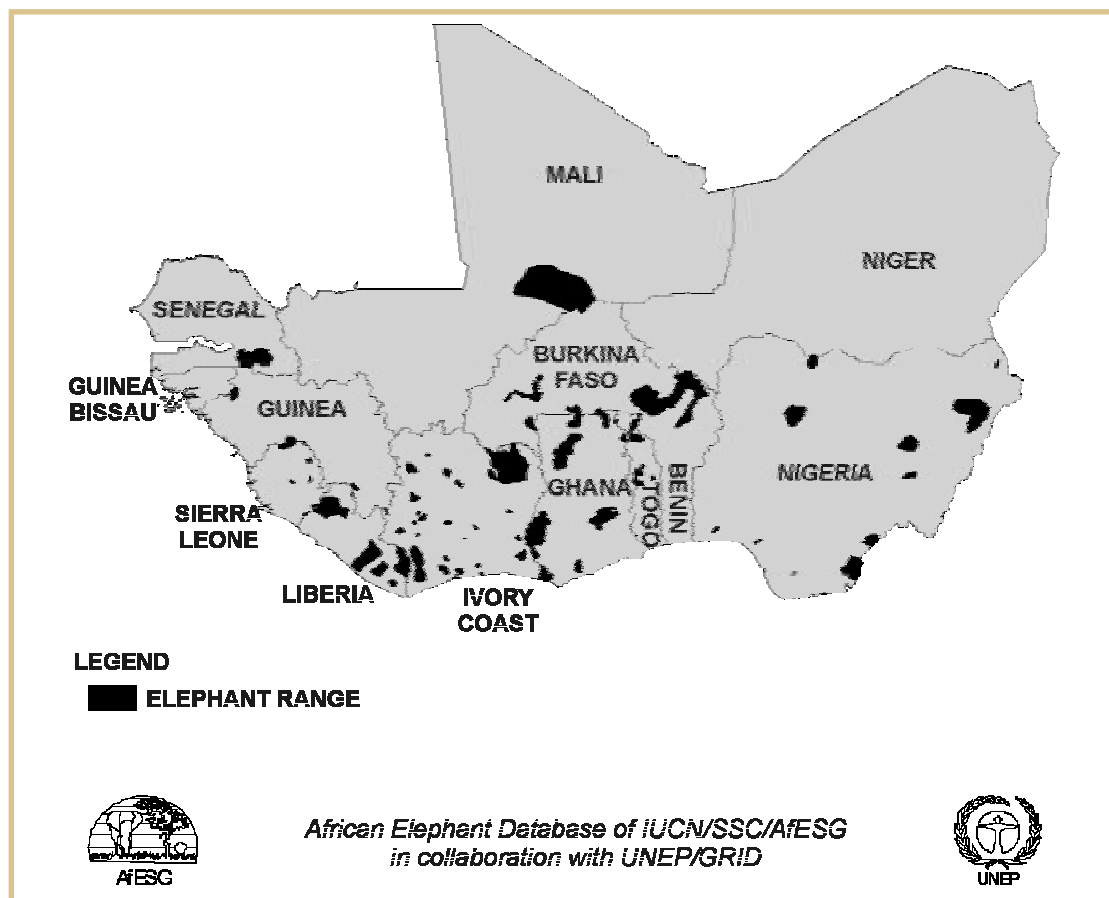 MALI
NIGER
SENEGAL
BURKINA
FASO
GUINEA
BISSAU
GUINEA
NIGERIA
GHANA
TOGO
BENIN
SIERRA
LEONE
LIBERIA
IVORY
COAST
LEGEND
ELEPHANT RANGE
African Elephant Database of IUCN/SSC/AfESG
in collaboration with UNEP/GRID
AfESG
UNEP